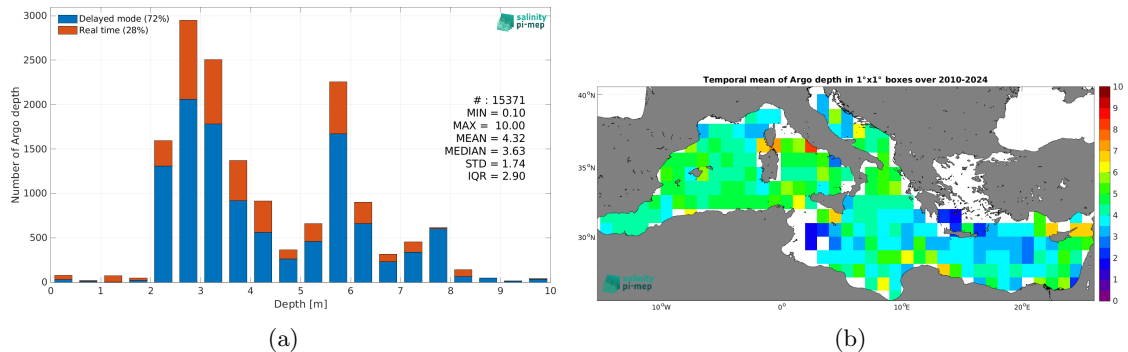 Delayed mode (72%)
Real time (28%)
salinity
pi-mep
3000
2500
2000
1500
1000
500
0
Number of Argo depth
# : 15371
MIN = 0.10
MAX = 10.00
MEAN = 4.32
MEDIAN = 3.63
STD = 1.74
IQR = 2.90
0 1 2 3 4 5 6 7 8 9 10
Depth [m]
(a)
Temporal mean of Argo depth in 1°x1° boxes over 2010-2024
40°N
35°N
30°N
10°W 0° 10°E 20°E
salinity
pi-mep
10
9
8
7
6
5
4
3
2
1
0
(b)